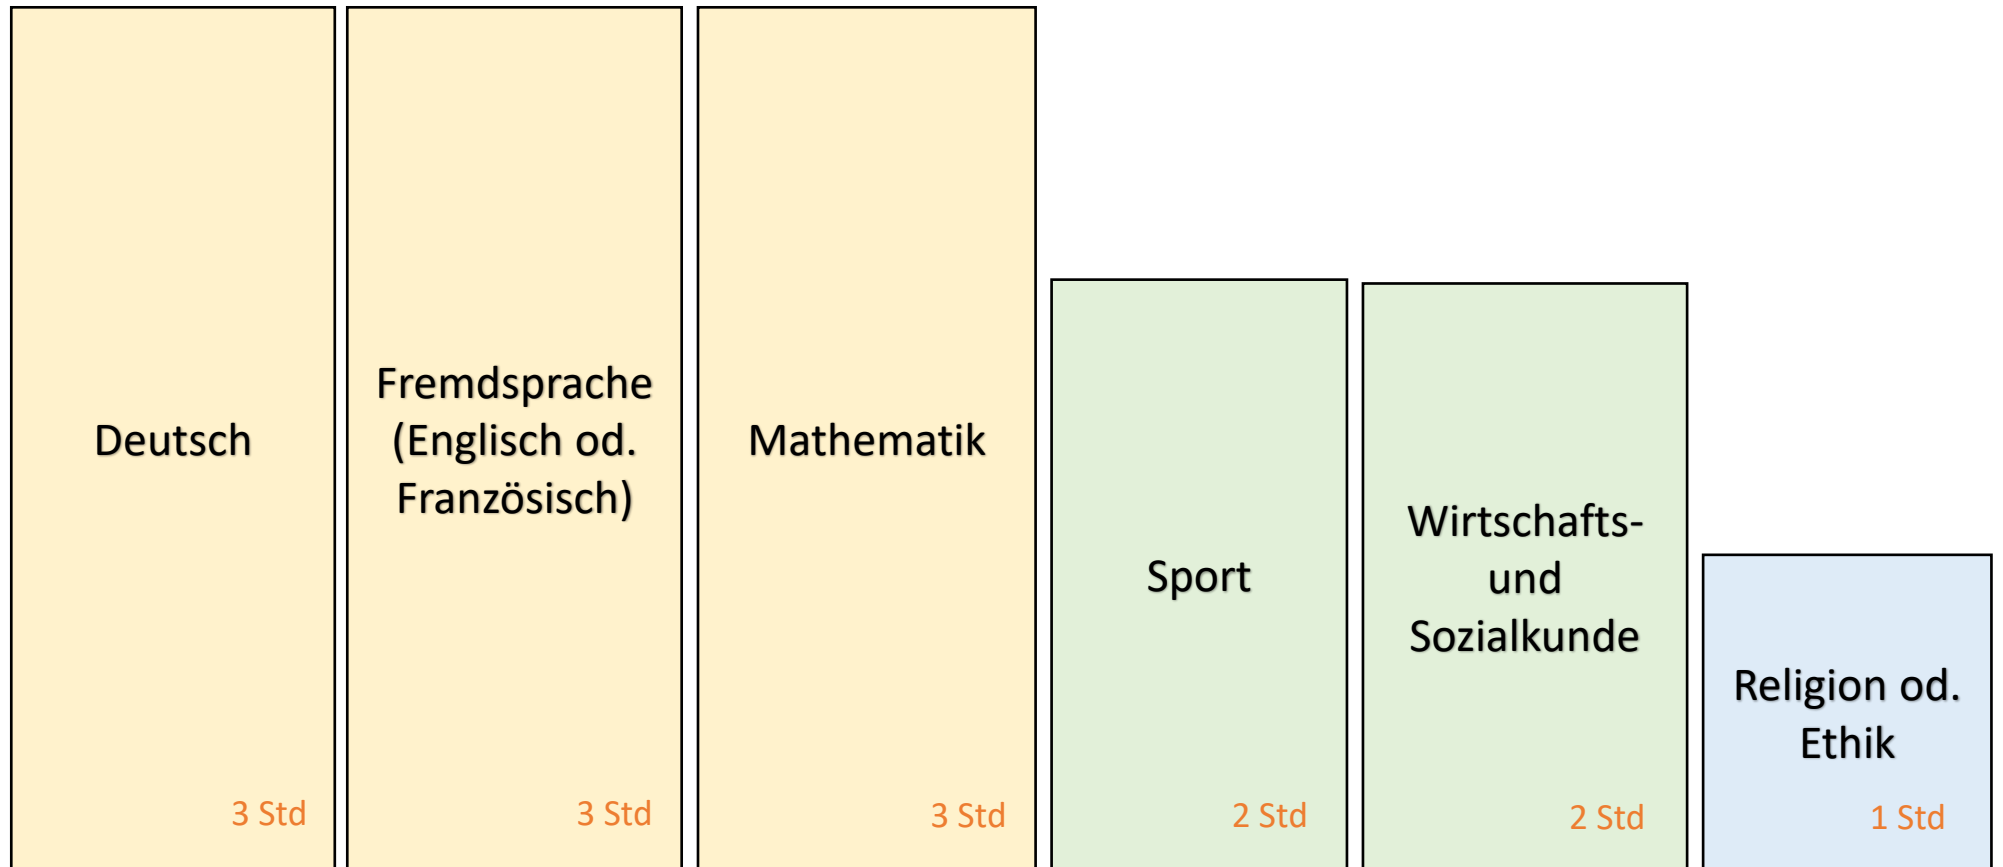 Deutsch
3 Std
Fremdsprache
(Englisch od.
Französisch)
3 Std
Mathematik
3 Std
Sport
2 Std
Wirtschafts-
und
Sozialkunde
2 Std
Religion od.
Ethik
1 Std